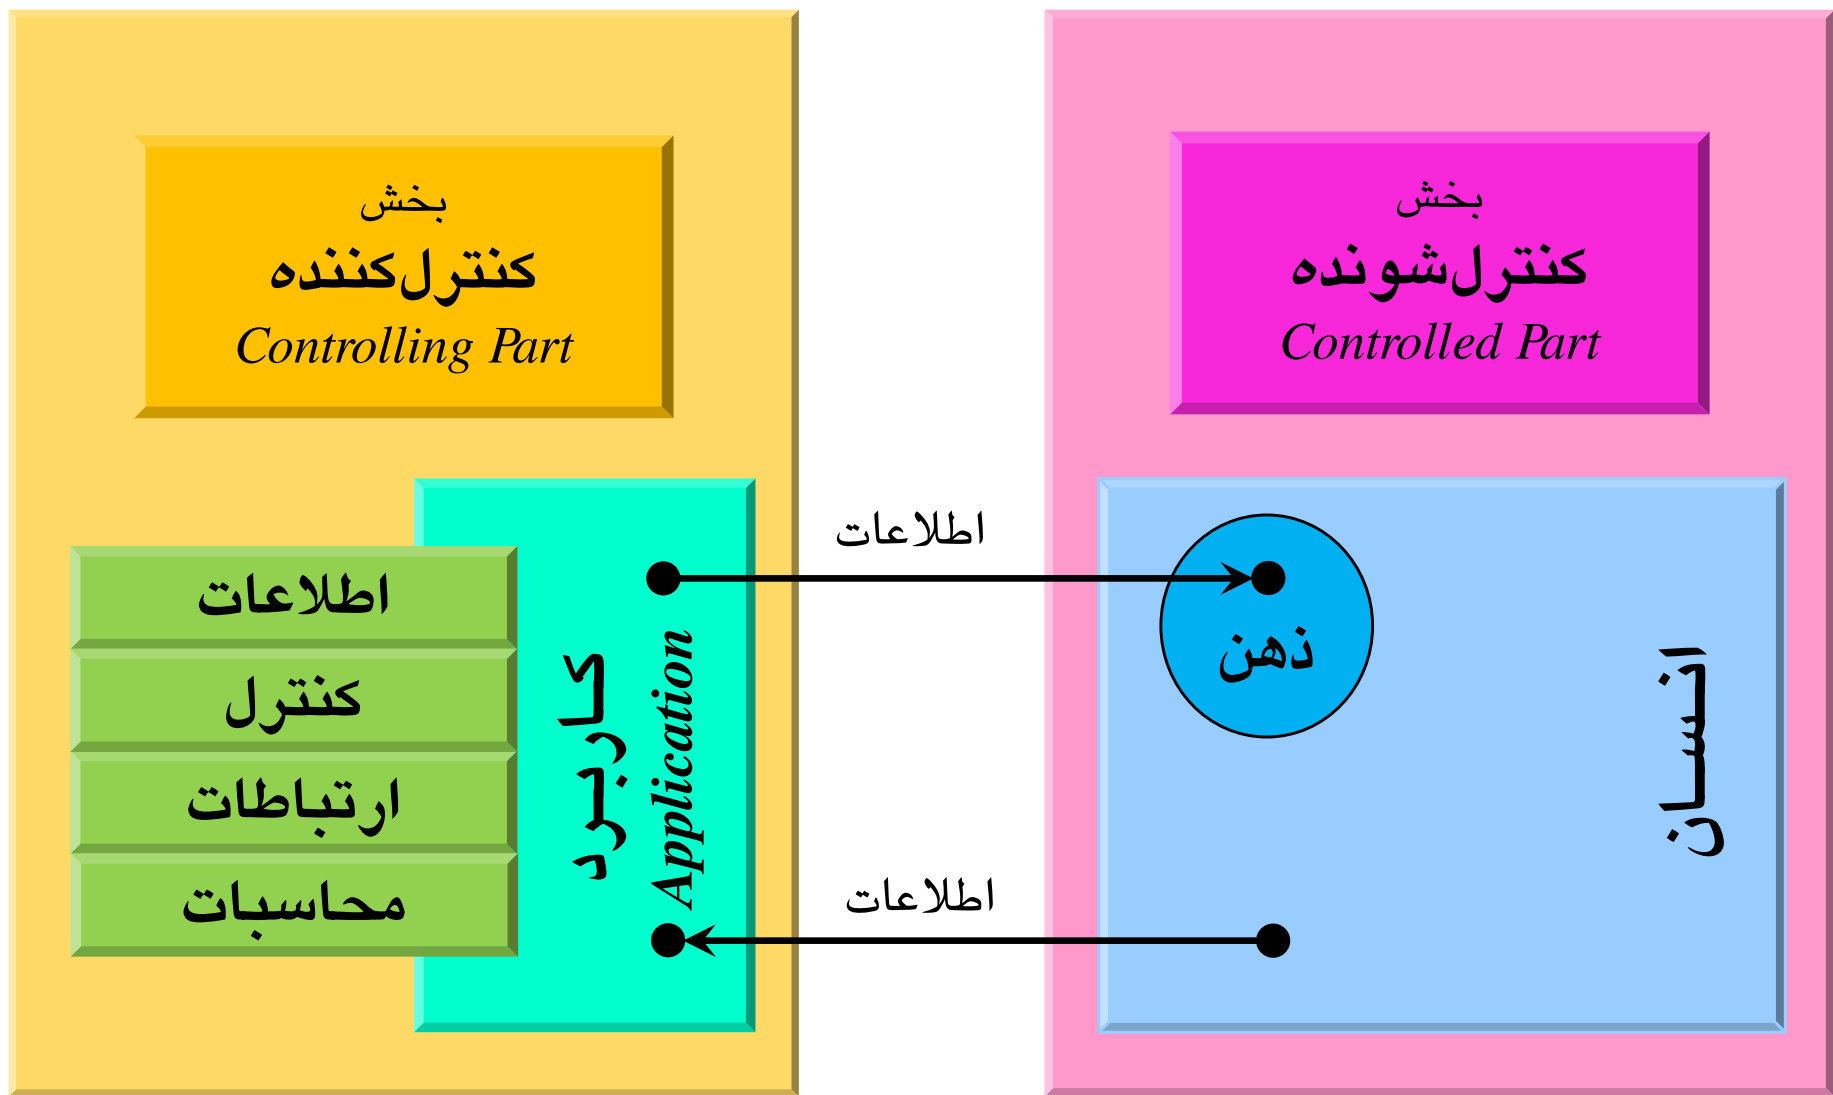 بخش
کنترل‌کننده
Controlling Part
بخش
کنترل‌شونده
Controlled Part
اطلاعات
کنترل
ارتباطات
محاسبات
کاربرد
Application
اطلاعات
اطلاعات
ذهن
انسان